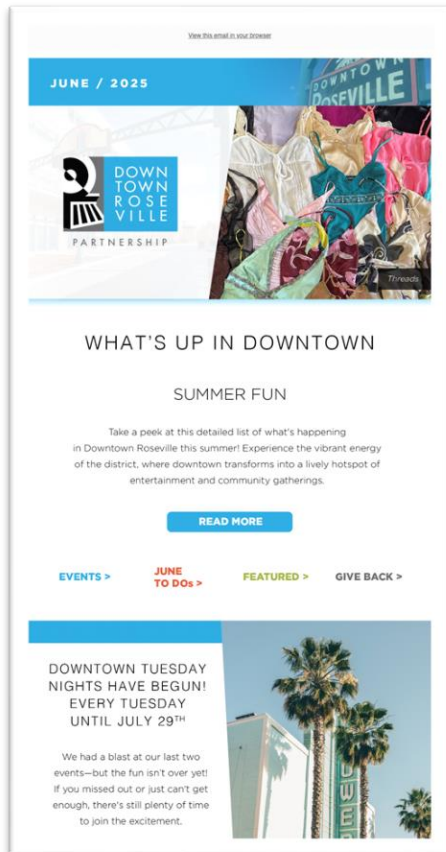 View this email in your browser
JUNE / 2025
DOWNTOWN
ROSEVILLE
DOWN
TOWN
ROSE
VILLE
PARTNERSHIP
Threads
WHAT'S UP IN DOWNTOWN
SUMMER FUN
Take a peek at this detailed list of what's happening
in Downtown Roseville this summer! Experience the vibrant energy
of the district, where downtown transforms into a lively hotspot of
entertainment and community gatherings.
READ MORE
EVENTS >
JUNE
TO DOs >
FEATURED >
GIVE BACK >
DOWNTOWN TUESDAY
NIGHTS HAVE BEGUN!
EVERY TUESDAY
UNTIL JULY 29TH
We had a blast at our last two
events—but the fun isn't over yet!
If you missed out or just can't get
enough, there's still plenty of time
to join the excitement.